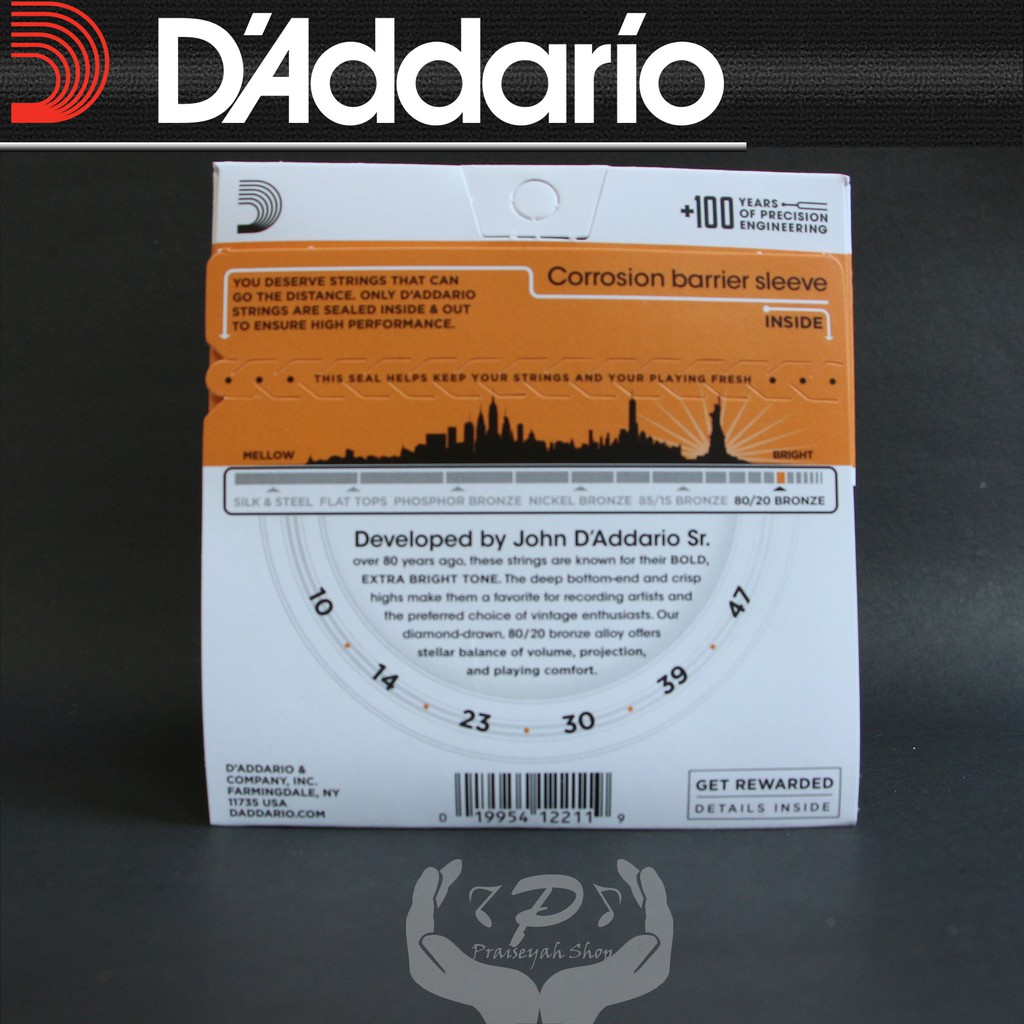 D'Addario
+100 YEARS
OF PRECISION
ENGINEERING
YOU DESERVE STRINGS THAT CAN
GO THE DISTANCE. ONLY D'ADDARIO
STRINGS ARE SEALED INSIDE & OUT
TO ENSURE HIGH PERFORMANCE.
Corrosion barrier sleeve
INSIDE
THIS SEAL HELPS KEEP YOUR STRINGS AND YOUR PLAYING FRESH
MELLOW BRIGHT
SILK & STEEL FLAT TOPS PHOSPHOR BRONZE NICKEL BRONZE 85/15 BRONZE 80/20 BRONZE
Developed by John D'Addario Sr.
over 80 years ago, these strings are known for their BOLD,
EXTRA BRIGHT TONE. The deep bottom-end and crisp
highs make them a favorite for recording artists and
the preferred choice of vintage enthusiasts. Our
diamond-drawn, 80/20 bronze alloy offers
stellar balance of volume, projection,
and playing comfort.
10 • 14 • 23 • 30 • 39 • 47
D'ADDARIO &
COMPANY, INC.
FARMINGDALE, NY
11735 USA
DADDARIO.COM
0 19954 12211 9
GET REWARDED
DETAILS INSIDE
P
Praiseyah Shop